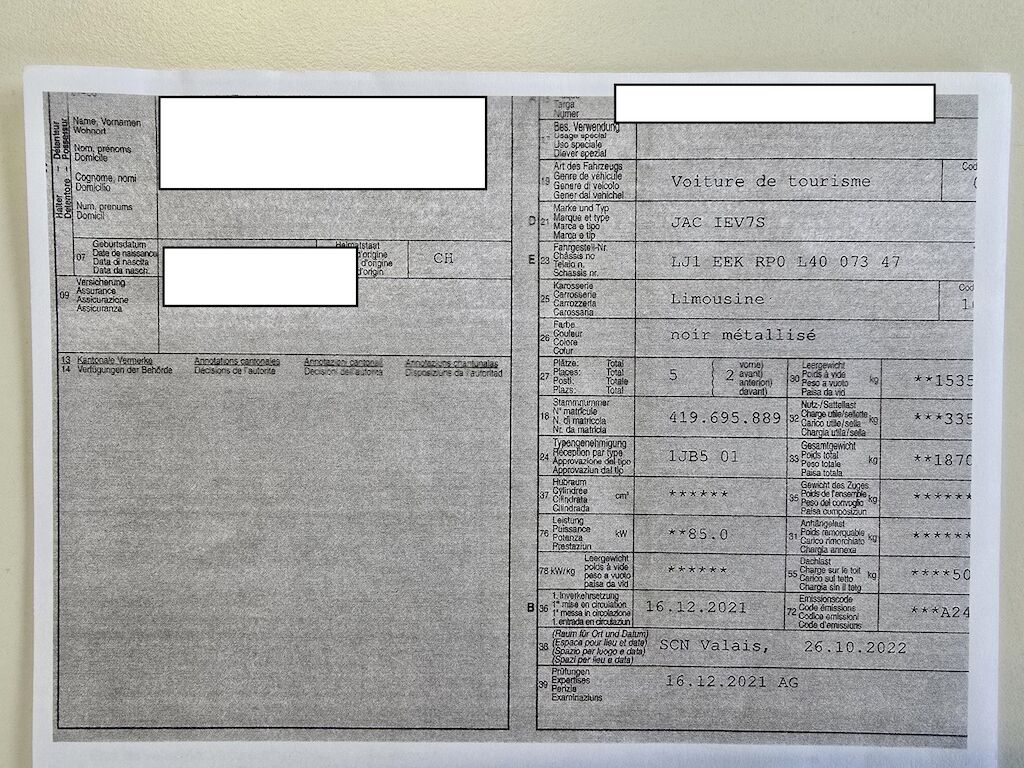 Halter – Détenteur
Detentore – Possessur
Name, Vornamen
Wohnort
Nom, prénoms
Domicile
Cognome, nomi
Domicilio
Num, prenums
Domicil
07 Geburtsdatum
Date de naissance
Data di nascita
Data da nasch.
Heimatstaat
d'origine
d'origine
d'origin
CH
09 Versicherung
Assurance
Assicurazione
Assicuranza
13 Kantonale Vermerke Annotations cantonales Annotazioni cantonali Annotaziuns chantunalas
14 Verfügungen der Behörde Décisions de l'autorité Decisioni dell'autorità Disposiziuns da l'autoritad
A
Targa
Numer
17 Bes. Verwendung
Usage spécial
Uso speciale
Diever spezial
19 Art des Fahrzeugs
Genre de véhicule
Genere di veicolo
Gener dal vehichel
Voiture de tourisme
Cod
D 21 Marke und Typ
Marque et type
Marca e tipo
Marca e tip
JAC IEV7S
E 23 Fahrgestell-Nr
Châssis no
Telaio n.
Schassis nr.
LJ1 EEK RP0 L40 073 47
25 Karosserie
Carrosserie
Carrozzeria
Carossaria
Limousine
Cod
26 Farbe
Couleur
Colore
Colur
noir métallisé
27 Plätze: Total
Places: Total
Posti: Totale
Plazs: Total
5
( 2 vorne)
avant)
anteriori)
davant)
30 Leergewicht
Poids à vide
Peso a vuoto
Paisa da vid
kg
**1535
18 Stammnummer
N° matricule
N. di matricola
Nr. da matricla
419.695.889
32 Nutz-/Sattellast
Charge utile/sellette
Carico utile/sella
Chargia utila/sella
kg
***335
24 Typengenehmigung
Réception par type
Approvazione del tipo
Approvaziun dal tip
1JB5 01
33 Gesamtgewicht
Poids total
Peso totale
Paisa totala
kg
**1870
37 Hubraum
Cylindrée
Cilindrata
Cilindrada
cm³
******
35 Gewicht des Zuges
Poids de l'ensemble
Peso del convoglio
Paisa cumposiziun
kg
******
76 Leistung
Puissance
Potenza
Prestaziun
kW
**85.0
31 Anhängelast
Poids remorquable
Carico rimorchiato
Chargia annexa
kg
******
78 kW/kg
Leergewicht
poids à vide
peso a vuoto
paisa da vid
******
55 Dachlast
Charge sur le toit
Carico sul tetto
Chargia sin il tetg
kg
****50
B 36 1. Inverkehrsetzung
1re mise en circulation
1a messa in circolazione
1. entrada en circulaziun
16.12.2021
72 Emissionscode
Code émissions
Codice emissioni
Code d'emissiuns
***A24
38 (Raum für Ort und Datum)
(Espace pour lieu et date)
(Spazio per luogo e data)
(Spazi per lieu e data)
SCN Valais, 26.10.2022
39 Prüfungen
Expertises
Perizie
Examinaziuns
16.12.2021 AG